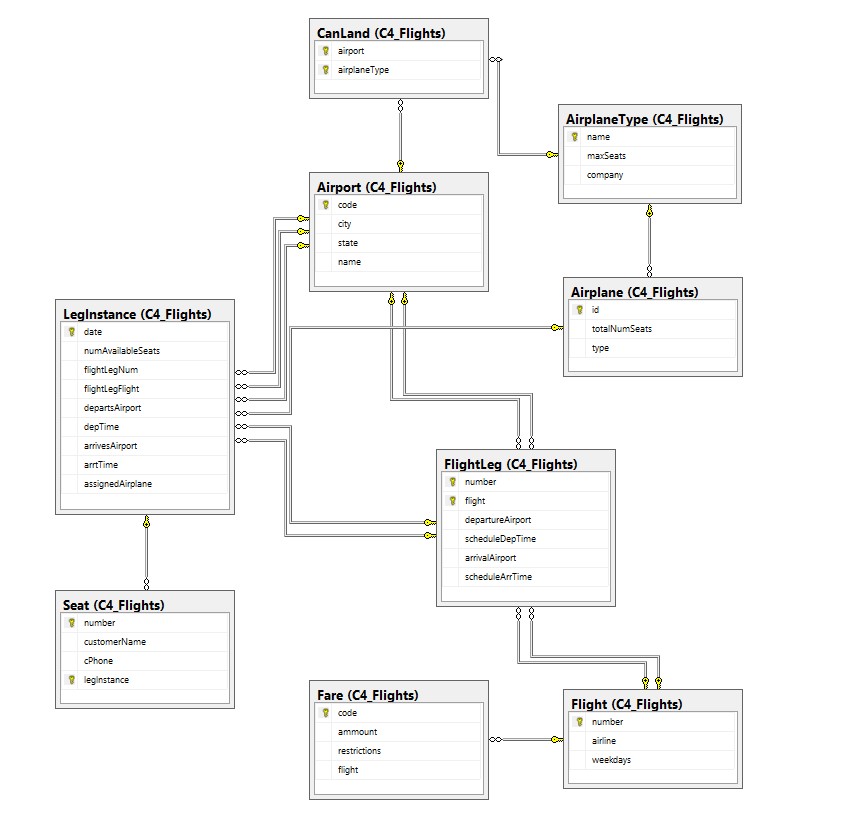 CanLand (C4_Flights)
airport
airplaneType
AirplaneType (C4_Flights)
name
maxSeats
company
Airport (C4_Flights)
code
city
state
name
Airplane (C4_Flights)
id
totalNumSeats
type
LegInstance (C4_Flights)
date
numAvailableSeats
flightLegNum
flightLegFlight
departsAirport
depTime
arrivesAirport
arrtTime
assignedAirplane
FlightLeg (C4_Flights)
number
flight
departureAirport
scheduleDepTime
arrivalAirport
scheduleArrTime
Seat (C4_Flights)
number
customerName
cPhone
legInstance
Fare (C4_Flights)
code
ammount
restrictions
flight
Flight (C4_Flights)
number
airline
weekdays